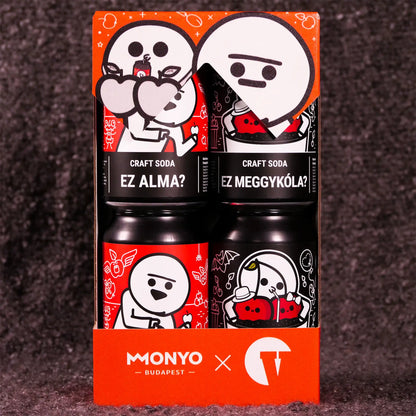 CRAFT SODA
EZ ALMA?
CRAFT SODA
EZ MEGGYKÓLA?
MONYO
BUDAPEST
X